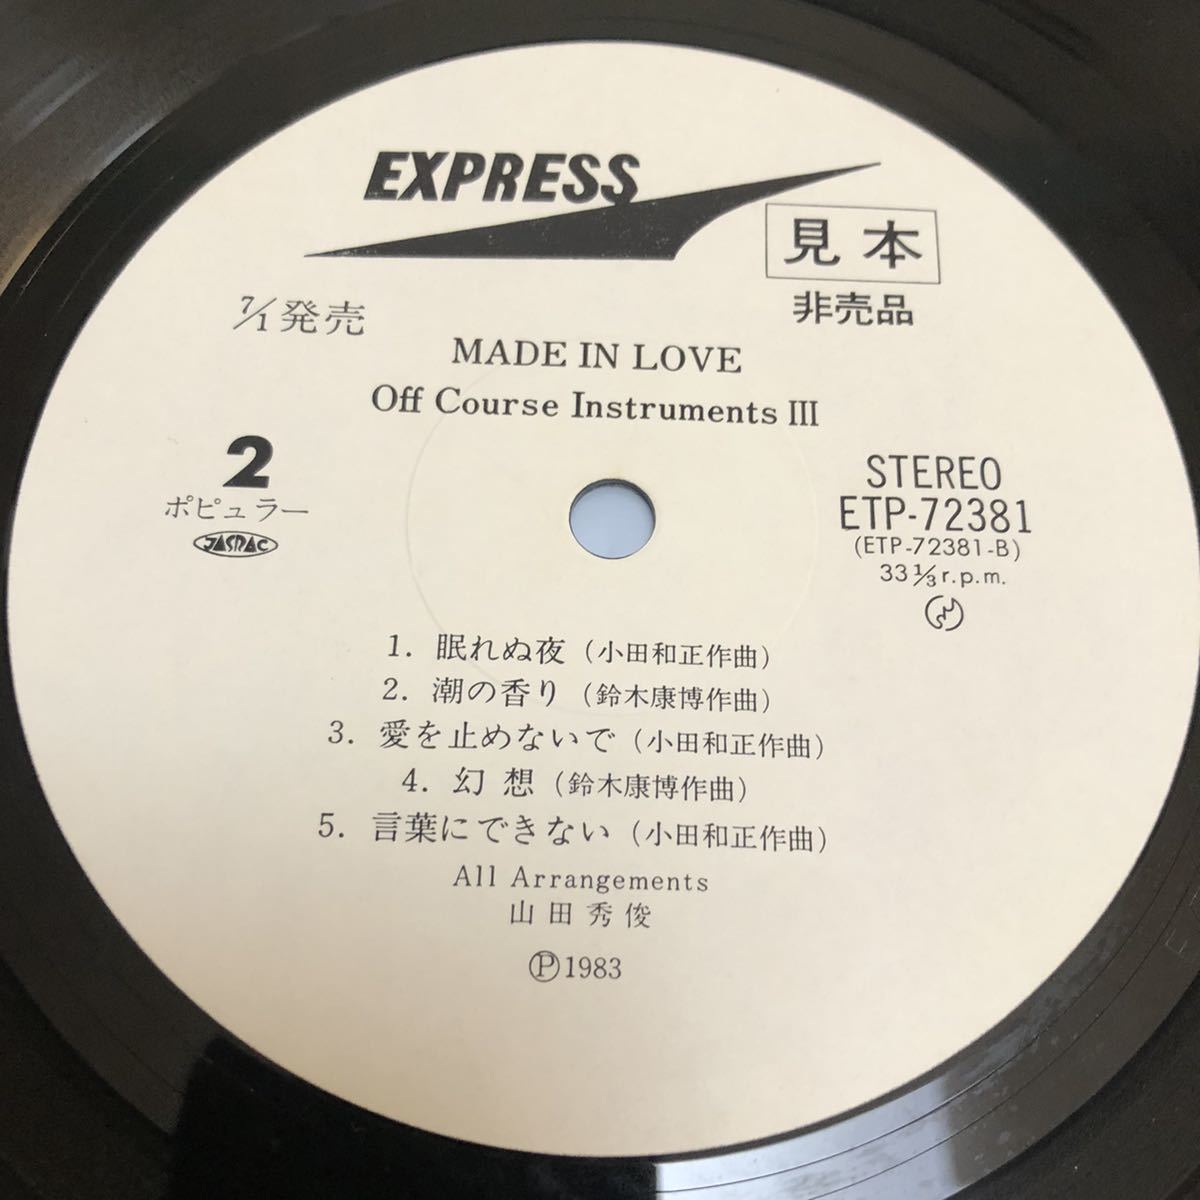 EXPRESS
見本
非売品
7/1発売
MADE IN LOVE
Off Course Instruments III
2
ポピュラー
JASRAC
STEREO
ETP-72381
(ETP-72381-B)
33 1/3 r.p.m.
1. 眠れぬ夜 (小田和正作曲)
2. 潮の香り (鈴木康博作曲)
3. 愛を止めないで (小田和正作曲)
4. 幻想 (鈴木康博作曲)
5. 言葉にできない (小田和正作曲)
All Arrangements
山田秀俊
Ⓟ1983